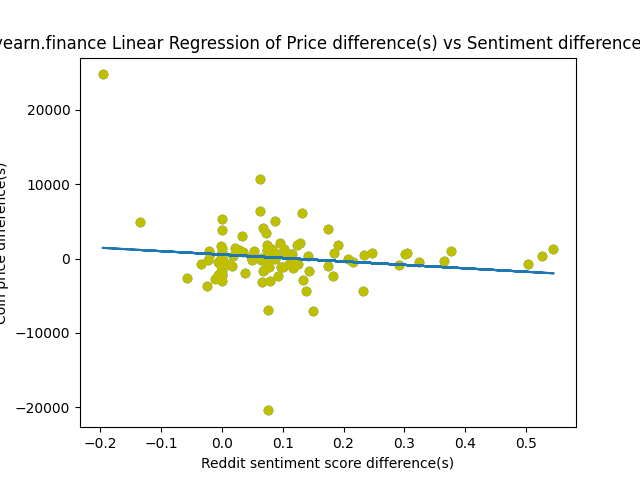 yearn.finance Linear Regression of Price difference(s) vs Sentiment difference
Coin price difference(s)
20000
10000
0
−10000
−20000
−0.2 −0.1 0.0 0.1 0.2 0.3 0.4 0.5
Reddit sentiment score difference(s)